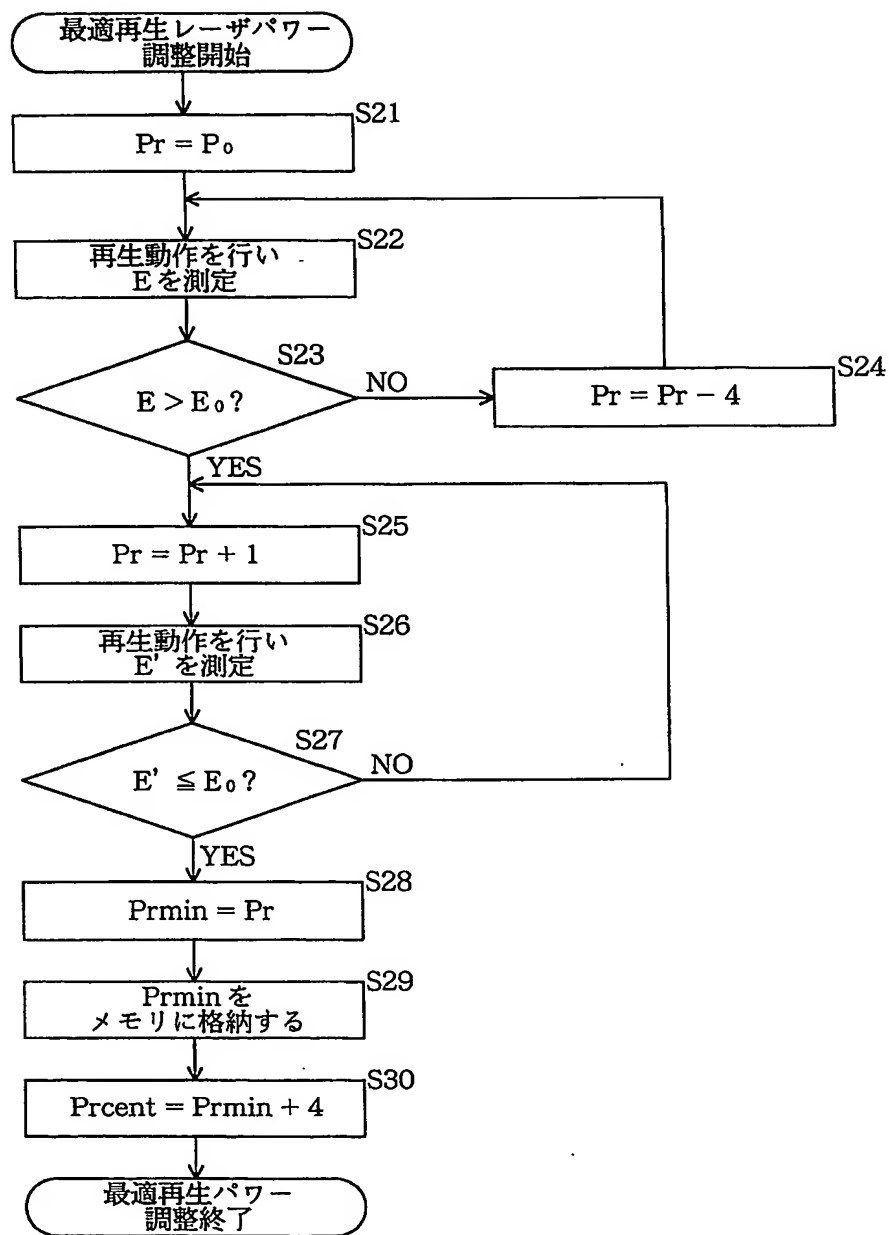 最適再生レーザパワー
調整開始
S21
Pr = P₀
S22
再生動作を行い
Eを測定
S23
E > E₀?
NO
S24
Pr = Pr − 4
YES
S25
Pr = Pr + 1
S26
再生動作を行い
E' を測定
S27
E' ≦ E₀?
NO
YES
S28
Prmin = Pr
S29
Prmin を
メモリに格納する
S30
Prcent = Prmin + 4
最適再生パワー
調整終了